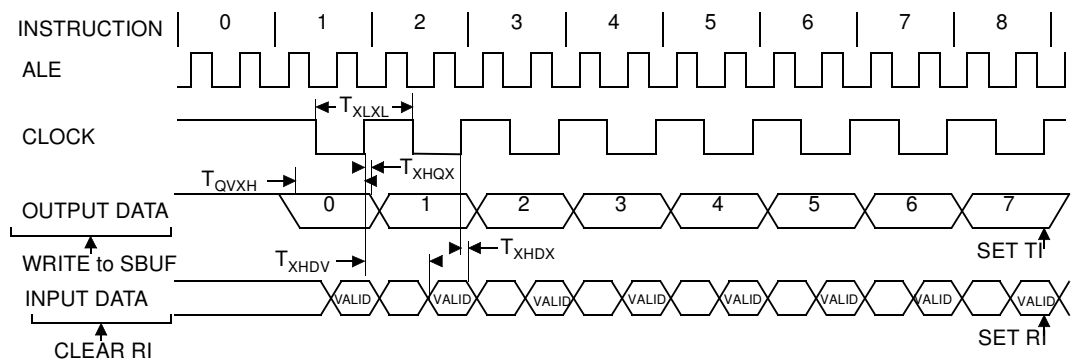 INSTRUCTION 0 1 2 3 4 5 6 7 8
ALE
TXLXL
CLOCK
TXHQX
TQVXH
OUTPUT DATA 0 1 2 3 4 5 6 7
WRITE to SBUF
TXHDV
TXHDX
SET TI
INPUT DATA VALID VALID VALID VALID VALID VALID VALID VALID
CLEAR RI
SET RI